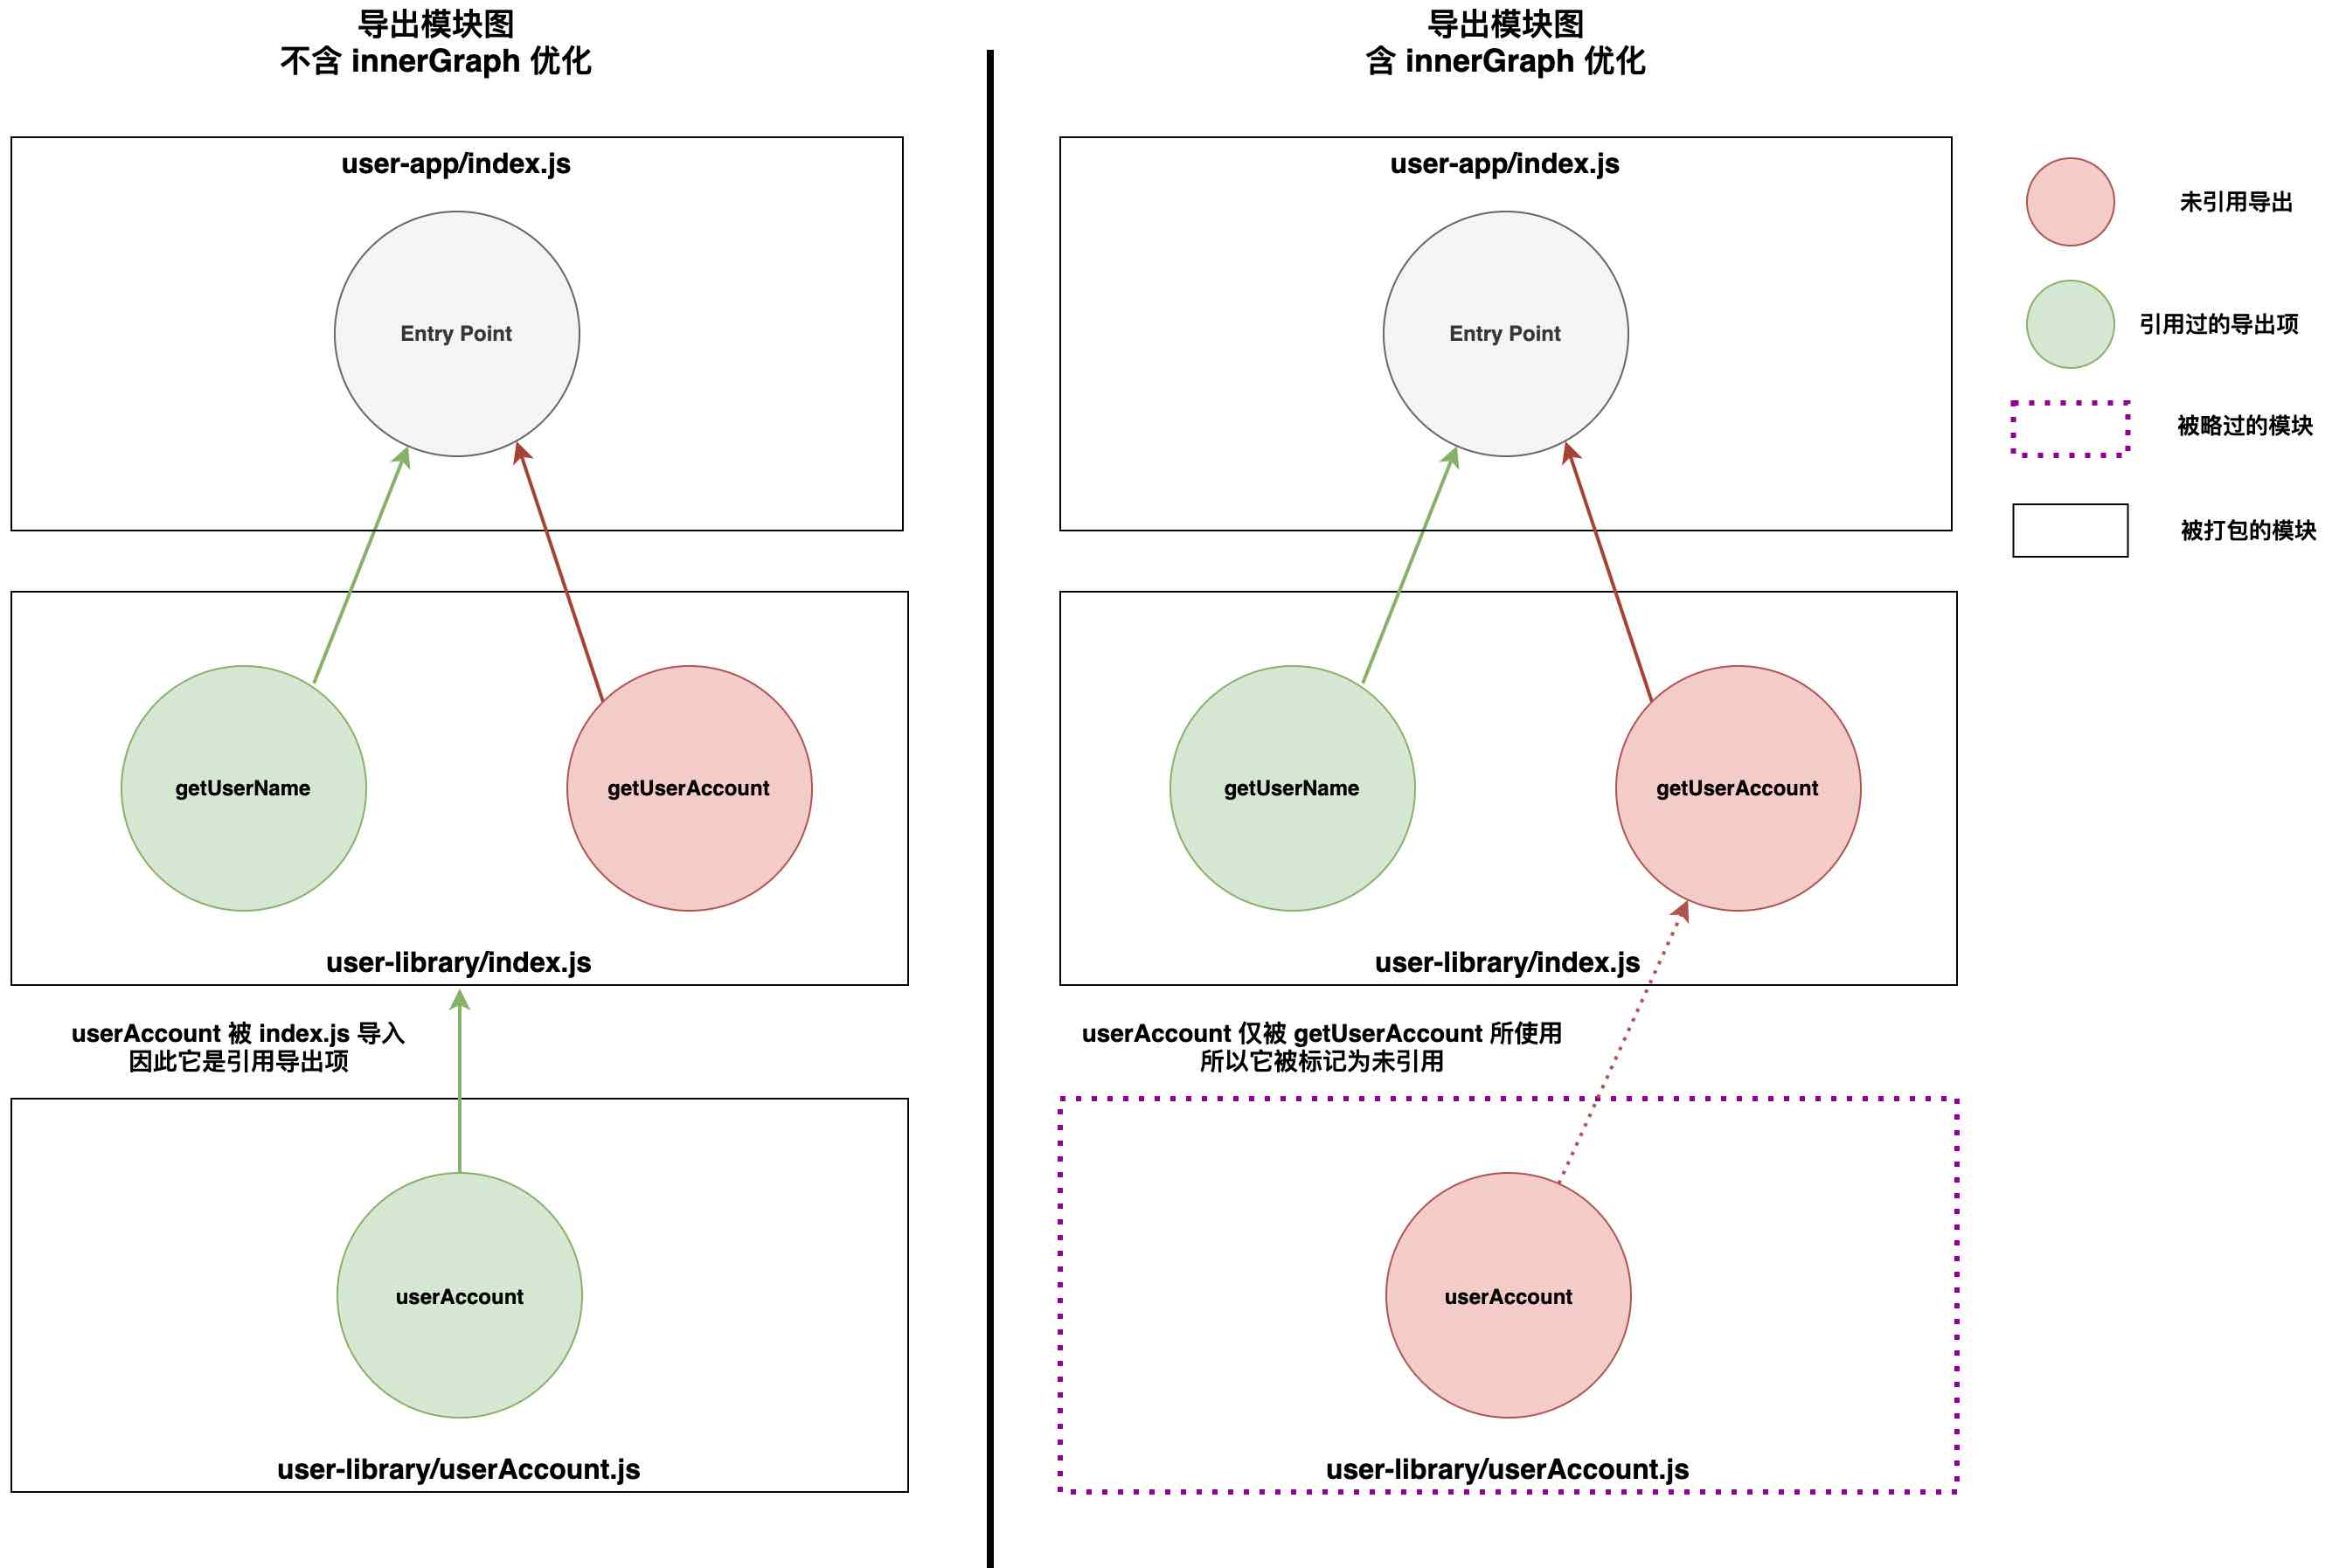 导出模块图
不含 innerGraph 优化
user-app/index.js
Entry Point
getUserName
getUserAccount
user-library/index.js
userAccount 被 index.js 导入
因此它是引用导出项
userAccount
user-library/userAccount.js
导出模块图
含 innerGraph 优化
user-app/index.js
Entry Point
getUserName
getUserAccount
user-library/index.js
userAccount 仅被 getUserAccount 所使用
所以它被标记为未引用
userAccount
user-library/userAccount.js
未引用导出
引用过的导出项
被略过的模块
被打包的模块